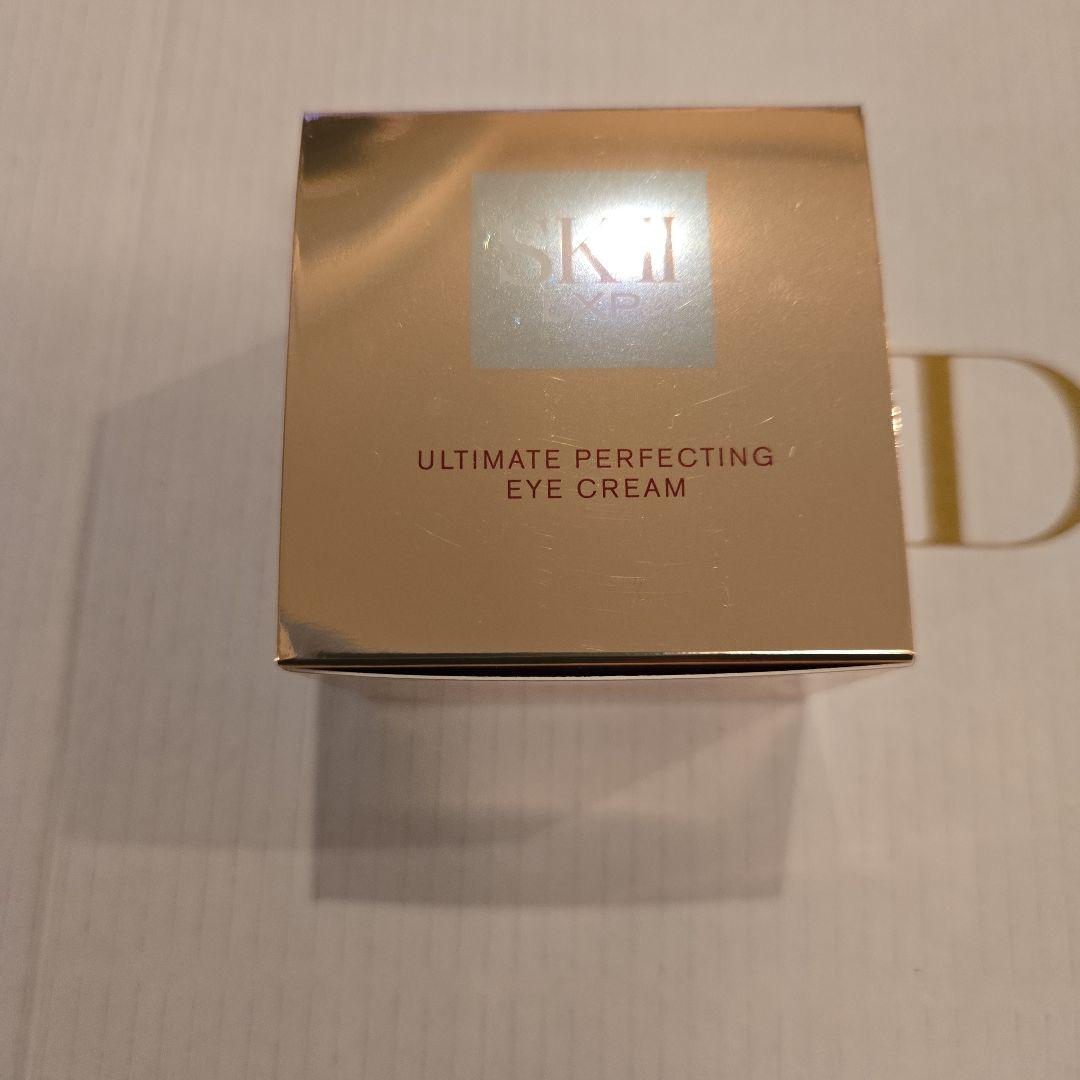 SK-II
LXP
ULTIMATE PERFECTING
EYE CREAM
D